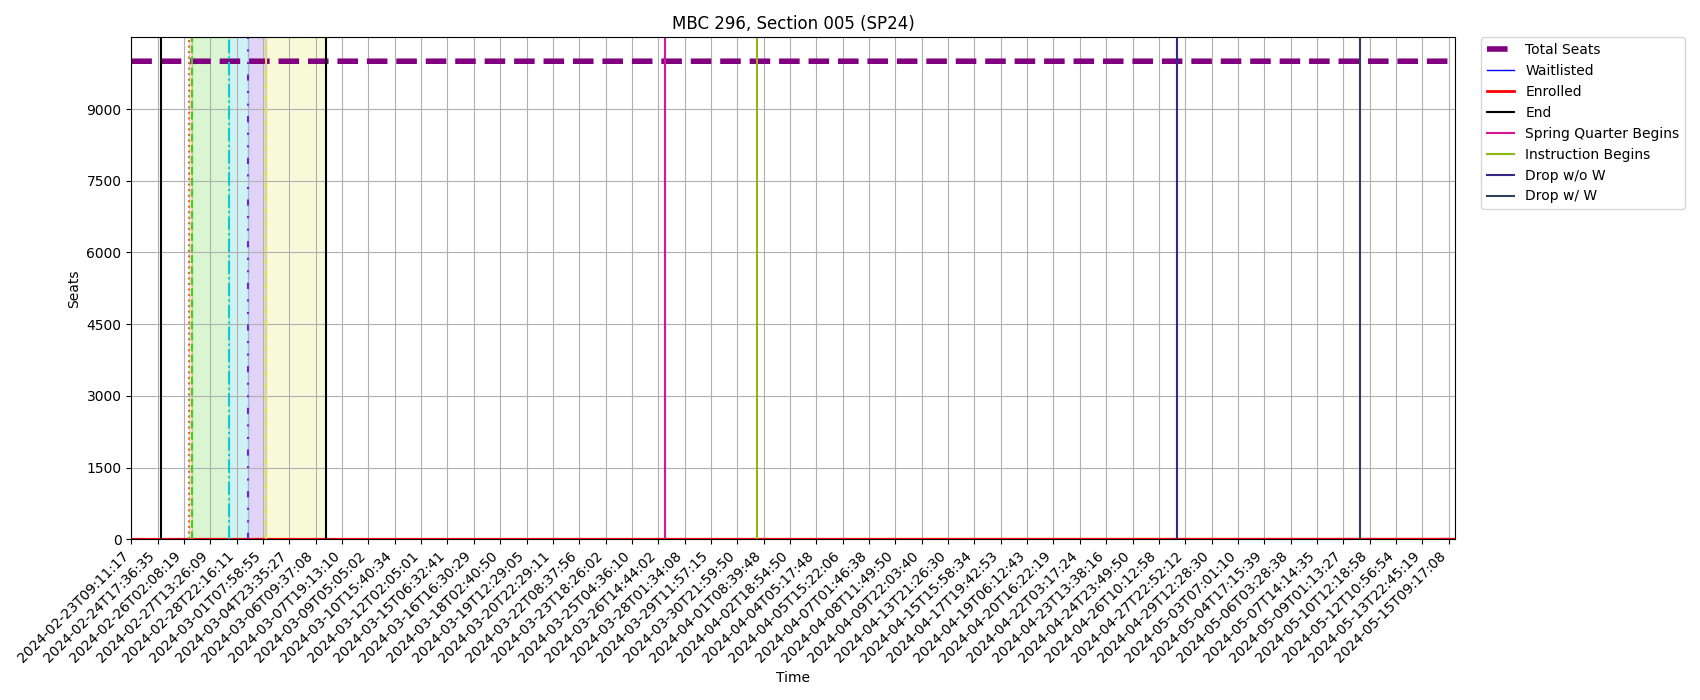 MBC 296, Section 005 (SP24)
Total Seats
Waitlisted
Enrolled
End
Spring Quarter Begins
Instruction Begins
Drop w/o W
Drop w/ W
Seats
9000
7500
6000
4500
3000
1500
0
2024-02-23T09:11:17
2024-02-24T17:36:35
2024-02-26T02:08:19
2024-02-27T13:26:09
2024-02-28T22:16:11
2024-03-01T07:58:55
2024-03-04T23:35:27
2024-03-06T09:37:08
2024-03-07T19:13:10
2024-03-09T05:05:02
2024-03-10T15:40:34
2024-03-12T02:05:01
2024-03-15T06:32:41
2024-03-16T16:30:29
2024-03-18T02:40:50
2024-03-19T12:29:05
2024-03-20T22:29:11
2024-03-22T08:37:56
2024-03-23T18:26:02
2024-03-25T04:36:10
2024-03-26T14:44:02
2024-03-28T01:34:08
2024-03-29T11:57:15
2024-03-30T21:59:50
2024-04-01T08:39:48
2024-04-02T18:54:50
2024-04-04T05:17:48
2024-04-05T15:22:06
2024-04-07T01:46:38
2024-04-08T11:49:50
2024-04-09T22:03:40
2024-04-13T21:26:30
2024-04-15T15:58:34
2024-04-17T19:42:53
2024-04-19T06:12:43
2024-04-20T16:22:19
2024-04-22T03:17:24
2024-04-23T13:38:16
2024-04-24T23:49:50
2024-04-26T10:12:58
2024-04-27T22:52:12
2024-04-29T12:28:30
2024-05-03T07:01:10
2024-05-04T17:15:39
2024-05-06T03:28:38
2024-05-07T14:14:35
2024-05-09T01:13:27
2024-05-10T12:18:58
2024-05-12T10:56:54
2024-05-13T22:45:19
2024-05-15T09:17:08
Time